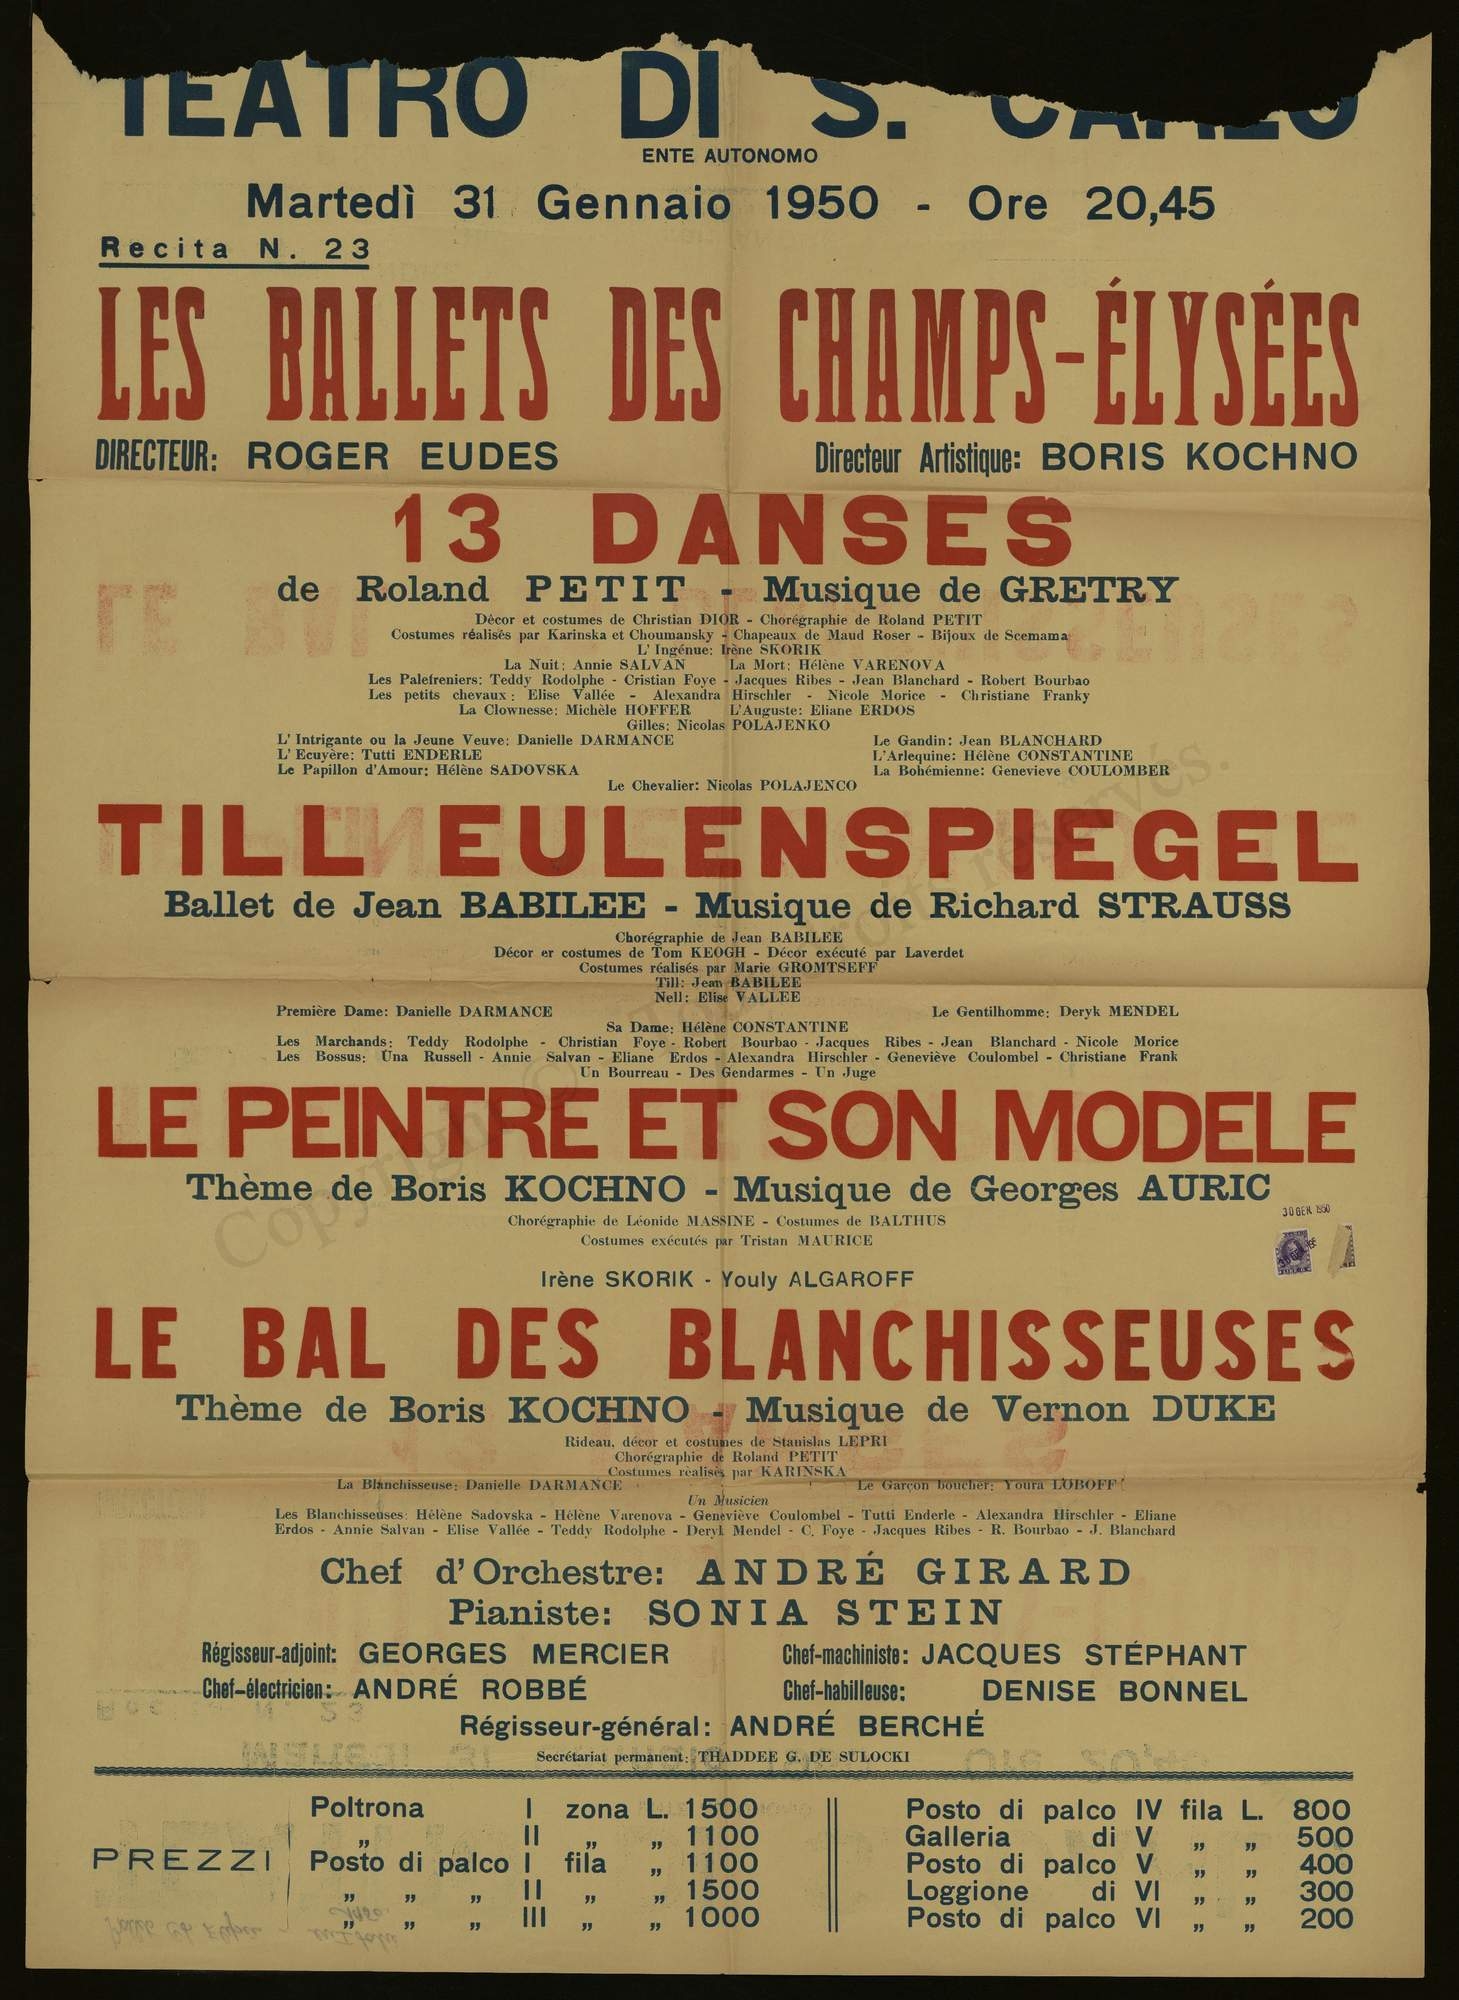 TEATRO DI S. CARLO
ENTE AUTONOMO
Martedì 31 Gennaio 1950 - Ore 20,45
Recita N. 23
LES BALLETS DES CHAMPS-ÉLYSÉES
DIRECTEUR: ROGER EUDES Directeur Artistique: BORIS KOCHNO
13 DANSES
de Roland PETIT - Musique de GRETRY
Décor et costumes de Christian DIOR - Chorégraphie de Roland PETIT
Costumes réalisés par Karinska et Choumansky - Chapeaux de Maud Roser - Bijoux de Scemama
L' Ingénue: Irène SKORIK
La Nuit: Annie SALVAN La Mort: Hélène VARENOVA
Les Palefreniers: Teddy Rodolphe - Cristian Foye - Jacques Ribes - Jean Blanchard - Robert Bourbao
Les petits chevaux: Elise Vallée - Alexandra Hirschler - Nicole Morice - Christiane Franky
La Clownesse: Michèle HOFFER L'Auguste: Eliane ERDOS
Gilles: Nicolas POLAJENKO
L' Intrigante ou la Jeune Veuve: Danielle DARMANCE Le Gandin: Jean BLANCHARD
L' Ecuyère: Tutti ENDERLE L'Arlequine: Hélène CONSTANTINE
Le Papillon d'Amour: Hélène SADOVSKA La Bohémienne: Genevieve COULOMBER
Le Chevalier: Nicolas POLAJENCO
TILL EULENSPIEGEL
Ballet de Jean BABILEE - Musique de Richard STRAUSS
Chorégraphie de Jean BABILEE
Décor er costumes de Tom KEOGH - Décor exécuté par Laverdet
Costumes réalisés par Marie GROMTSEFF
Till: Jean BABILEE
Nell: Elise VALLEE
Première Dame: Danielle DARMANCE Le Gentilhomme: Deryk MENDEL
Sa Dame: Hélène CONSTANTINE
Les Marchands: Teddy Rodolphe - Christian Foye - Robert Bourbao - Jacques Ribes - Jean Blanchard - Nicole Morice
Les Bossus: Una Russell - Annie Salvan - Eliane Erdos - Alexandra Hirschler - Geneviève Coulombel - Christiane Frank
Un Bourreau - Des Gendarmes - Un Juge
LE PEINTRE ET SON MODELE
Thème de Boris KOCHNO - Musique de Georges AURIC
Chorégraphie de Léonide MASSINE - Costumes de BALTHUS
Costumes exécutés par Tristan MAURICE
30 GEN 1950
Irène SKORIK - Youly ALGAROFF
LE BAL DES BLANCHISSEUSES
Thème de Boris KOCHNO - Musique de Vernon DUKE
Rideau, décor et costumes de Stanislas LEPRI
Chorégraphie de Roland PETIT
Costumes rèalisés par KARINSKA
La Blanchisseuse: Danielle DARMANCE Le Garçon boucher: Youra LOBOFF
Un Musicien
Les Blanchisseuses: Hélène Sadovska - Hélène Varenova - Geneviève Coulombel - Tutti Enderle - Alexandra Hirschler - Eliane
Erdos - Annie Salvan - Elise Vallée - Teddy Rodolphe - Deryk Mendel - C. Foye - Jacques Ribes - R. Bourbao - J. Blanchard
Chef d'Orchestre: ANDRÉ GIRARD
Pianiste: SONIA STEIN
Régisseur-adjoint: GEORGES MERCIER Chef-machiniste: JACQUES STÉPHANT
Chef-électricien: ANDRÉ ROBBÉ Chef-habilleuse: DENISE BONNEL
Régisseur-général: ANDRÉ BERCHÉ
Secrétariat permanent: THADDEE G. DE SULOCKI
PREZZI
Poltrona I zona L. 1500
„ II „ „ 1100
Posto di palco I fila „ 1100
„ „ „ II „ „ 1500
„ „ „ III „ „ 1000
Posto di palco IV fila L. 800
Galleria di V „ „ 500
Posto di palco V „ „ 400
Loggione di VI „ „ 300
Posto di palco VI „ „ 200
Copyright © Tous droits réservés.